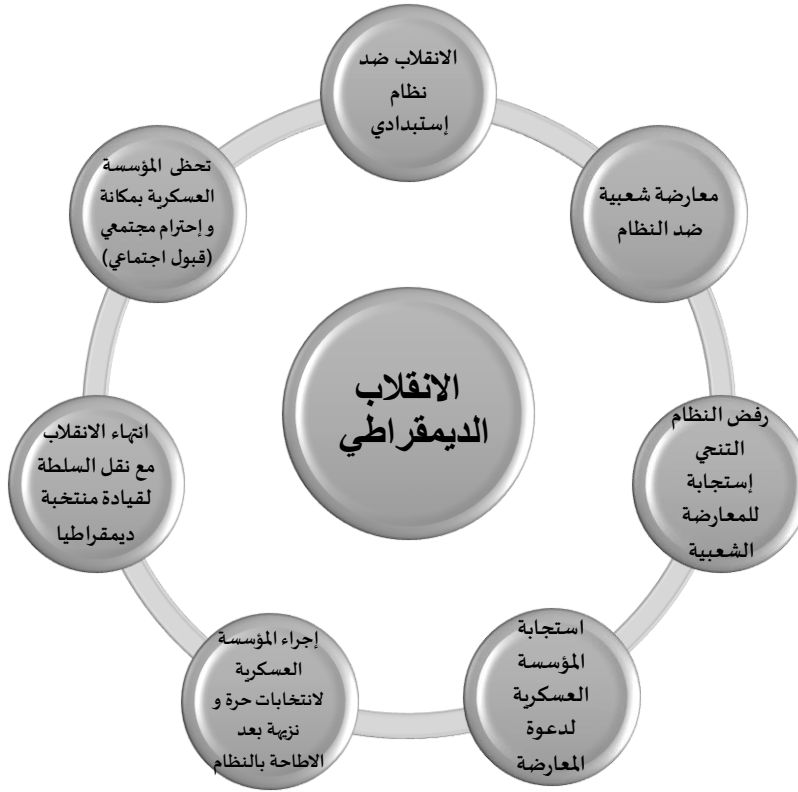 الانقلاب ضد
نظام
إستبدادي
معارضة شعبية
ضد النظام
رفض النظام
التنحي
إستجابة
للمعارضة
الشعبية
استجابة
المؤسسة
العسكرية
لدعوة
المعارضة
إجراء المؤسسة
العسكرية
لانتخابات حرة و
نزيهة بعد
الاطاحة بالنظام
انتهاء الانقلاب
مع نقل السلطة
لقيادة منتخبة
ديمقراطيا
تحظى المؤسسة
العسكرية بمكانة
و إحترام مجتمعي
(قبول اجتماعي)
الانقلاب
الديمقراطي